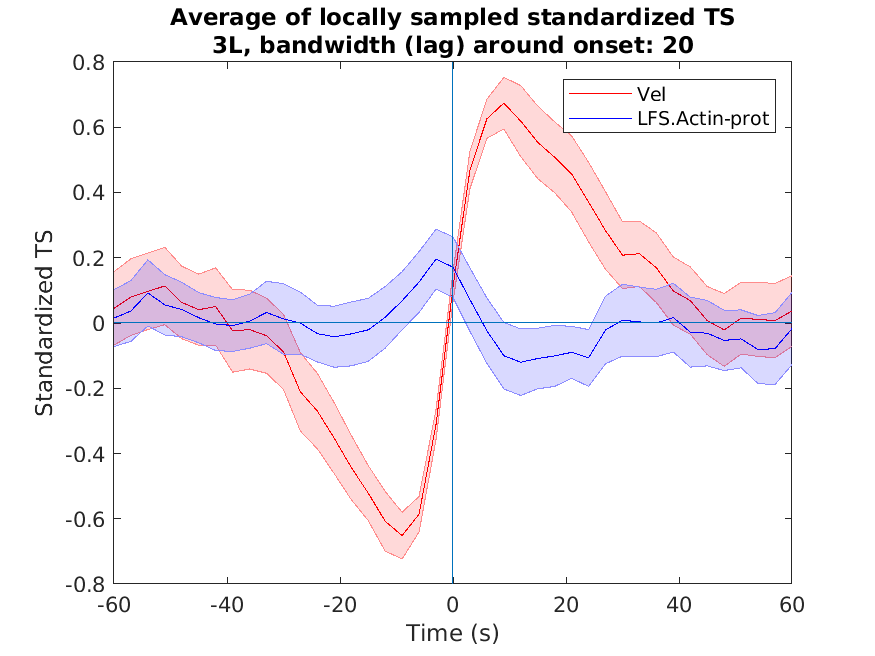 Average of locally sampled standardized TS
3L, bandwidth (lag) around onset: 20
Vel
LFS.Actin-prot
Standardized TS
0.8
0.6
0.4
0.2
0
-0.2
-0.4
-0.6
-0.8
-60
-40
-20
0
20
40
60
Time (s)